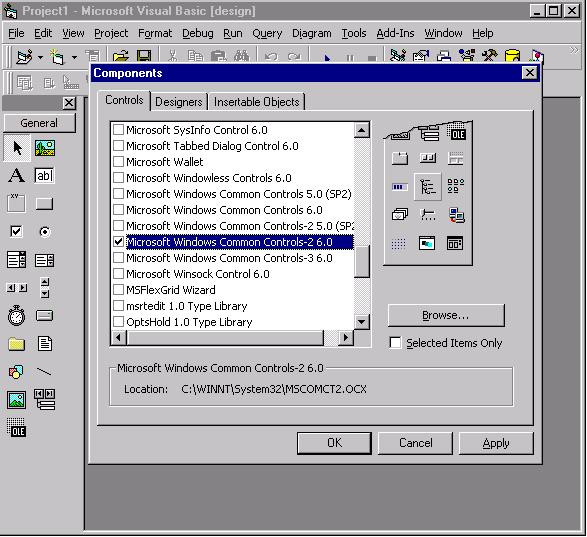 Project1 - Microsoft Visual Basic [design]
File Edit View Project Format Debug Run Query Diagram Tools Add-Ins Window Help
Components
Controls Designers Insertable Objects
General
Microsoft SysInfo Control 6.0
Microsoft Tabbed Dialog Control 6.0
Microsoft Wallet
Microsoft Windowless Controls 6.0
Microsoft Windows Common Controls 5.0 (SP2)
Microsoft Windows Common Controls 6.0
Microsoft Windows Common Controls-2 5.0 (SP2
Microsoft Windows Common Controls-2 6.0
Microsoft Windows Common Controls-3 6.0
Microsoft Winsock Control 6.0
MSFlexGrid Wizard
msrtedit 1.0 Type Library
OptsHold 1.0 Type Library
OLE
A
ab
xv
Browse...
Selected Items Only
Microsoft Windows Common Controls-2 6.0
Location: C:\WINNT\System32\MSCOMCT2.OCX
OLE
OK Cancel Apply